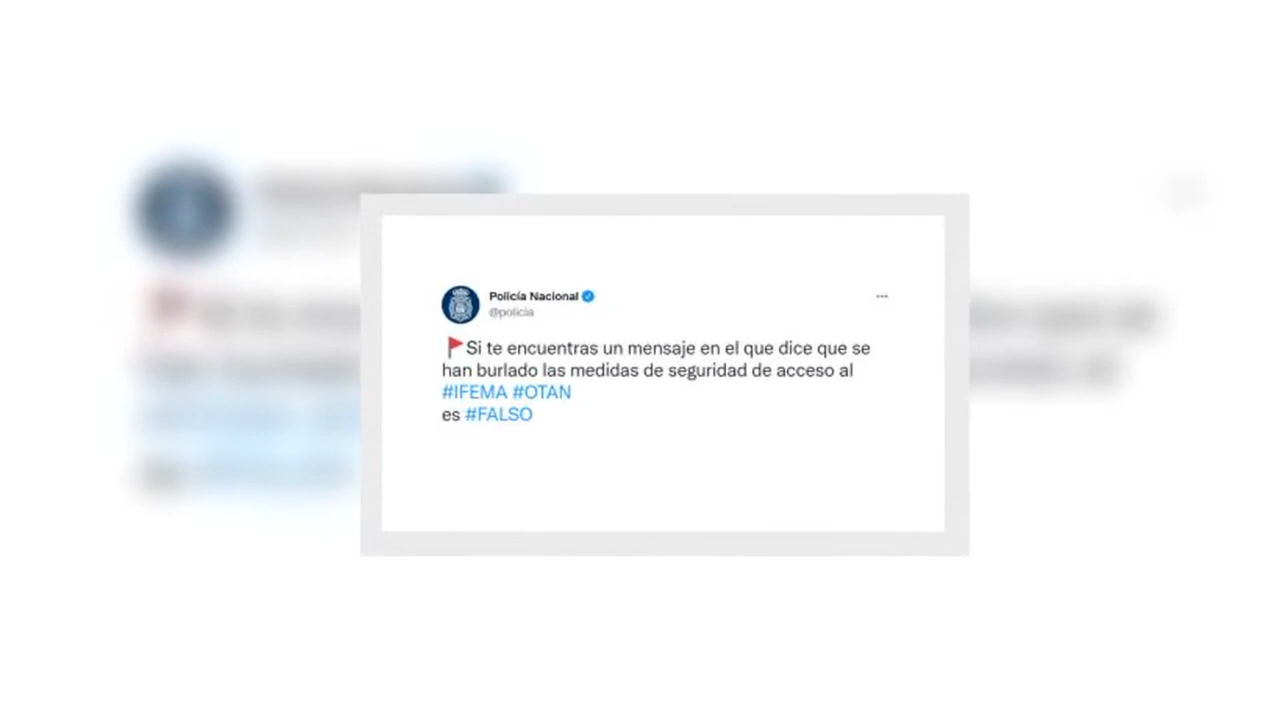 Policía Nacional
@policia
Si te encuentras un mensaje en el que dice que se
han burlado las medidas de seguridad de acceso al
#IFEMA #OTAN
es #FALSO